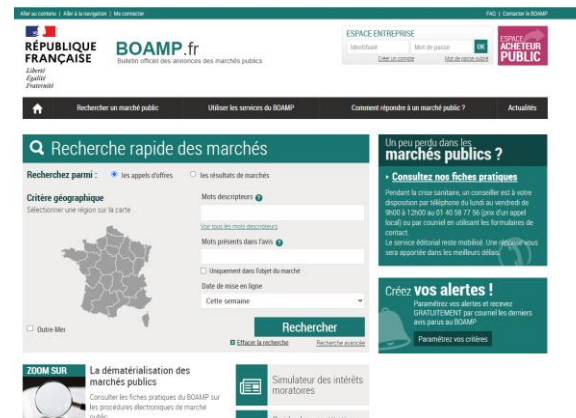 Aller au contenu | Aller à la navigation | Me connecter
FAQ | Contacter le BOAMP
RÉPUBLIQUE
FRANÇAISE
Liberté
Égalité
Fraternité
BOAMP.fr
Bulletin officiel des annonces des marchés publics
ESPACE ENTREPRISE
Identifiant
Mot de passe
OK
Créer un compte
Mot de passe oublié
ESPACE
ACHETEUR
PUBLIC
Rechercher un marché public
Utiliser les services du BOAMP
Comment répondre à un marché public ?
Actualités
Recherche rapide des marchés
Recherchez parmi :
les appels d'offres
les résultats de marchés
Critère géographique
Sélectionner une région sur la carte
Outre-Mer
Mots descripteurs ?
Voir tous les mots descripteurs
Mots présents dans l'avis ?
Uniquement dans l'objet du marché
Date de mise en ligne
Cette semaine
Rechercher
Effacer la recherche
Recherche avancée
Un peu perdu dans les
marchés publics ?
Consultez nos fiches pratiques
Pendant la crise sanitaire, un conseiller est à votre
disposition par téléphone du lundi au vendredi de
9h00 à 12h00 au 01 40 58 77 56 (prix d'un appel
local) ou par courriel en utilisant les formulaires de
contact.
Le service éditorial reste mobilisé. Une réponse vous
sera apportée dans les meilleurs délais.
Créez vos alertes !
Paramétrez vos alertes et recevez
GRATUITEMENT par courriel les derniers
avis parus au BOAMP
Paramétrez vos critères
ZOOM SUR
La dématérialisation des
marchés publics
Consulter les fiches pratiques du BOAMP sur
les procédures électroniques de marché
public
Simulateur des intérêts
moratoires